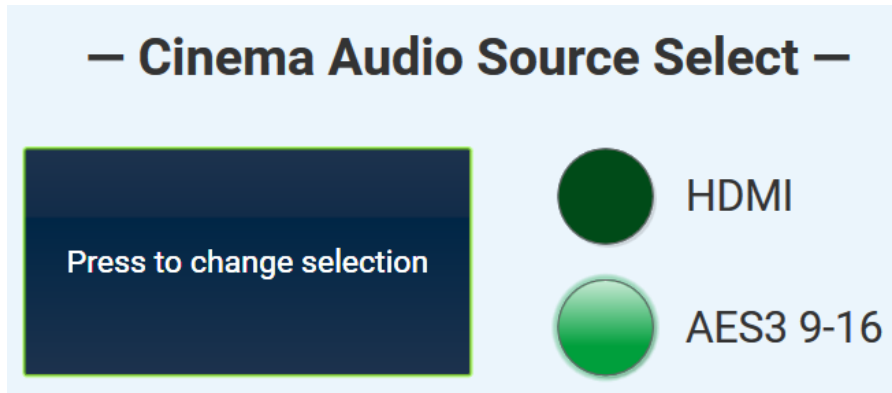 — Cinema Audio Source Select —
Press to change selection
HDMI
AES3 9-16